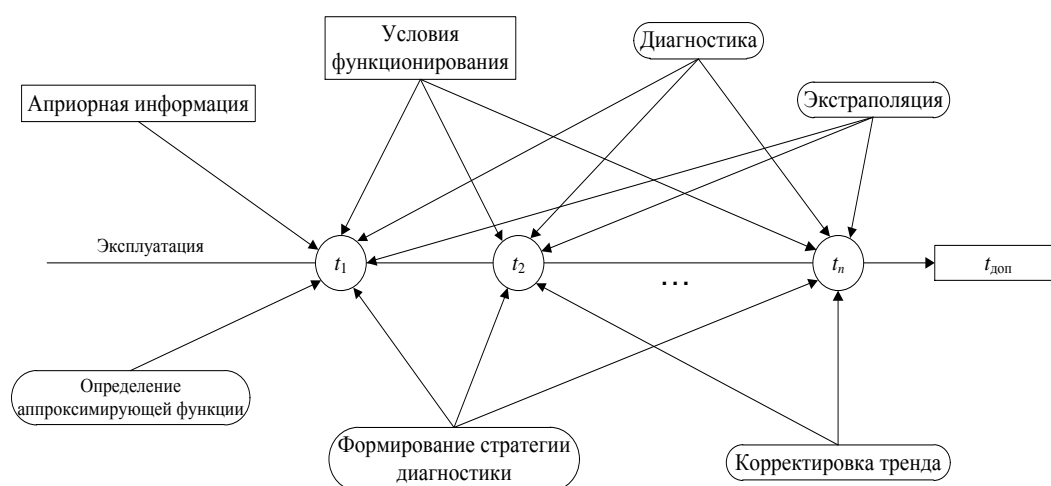 Условия
функционирования
Диагностика
Априорная информация
Экстраполяция
Эксплуатация
t1
t2
...
tn
tдоп
Определение
аппроксимирующей функции
Формирование стратегии
диагностики
Корректировка тренда